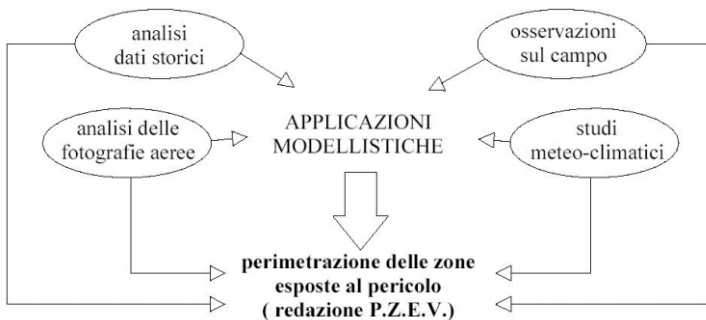 analisi
dati storici
osservazioni
sul campo
analisi delle
fotografie aeree
APPLICAZIONI
MODELLISTICHE
studi
meteo-climatici
perimetrazione delle zone
esposte al pericolo
( redazione P.Z.E.V.)